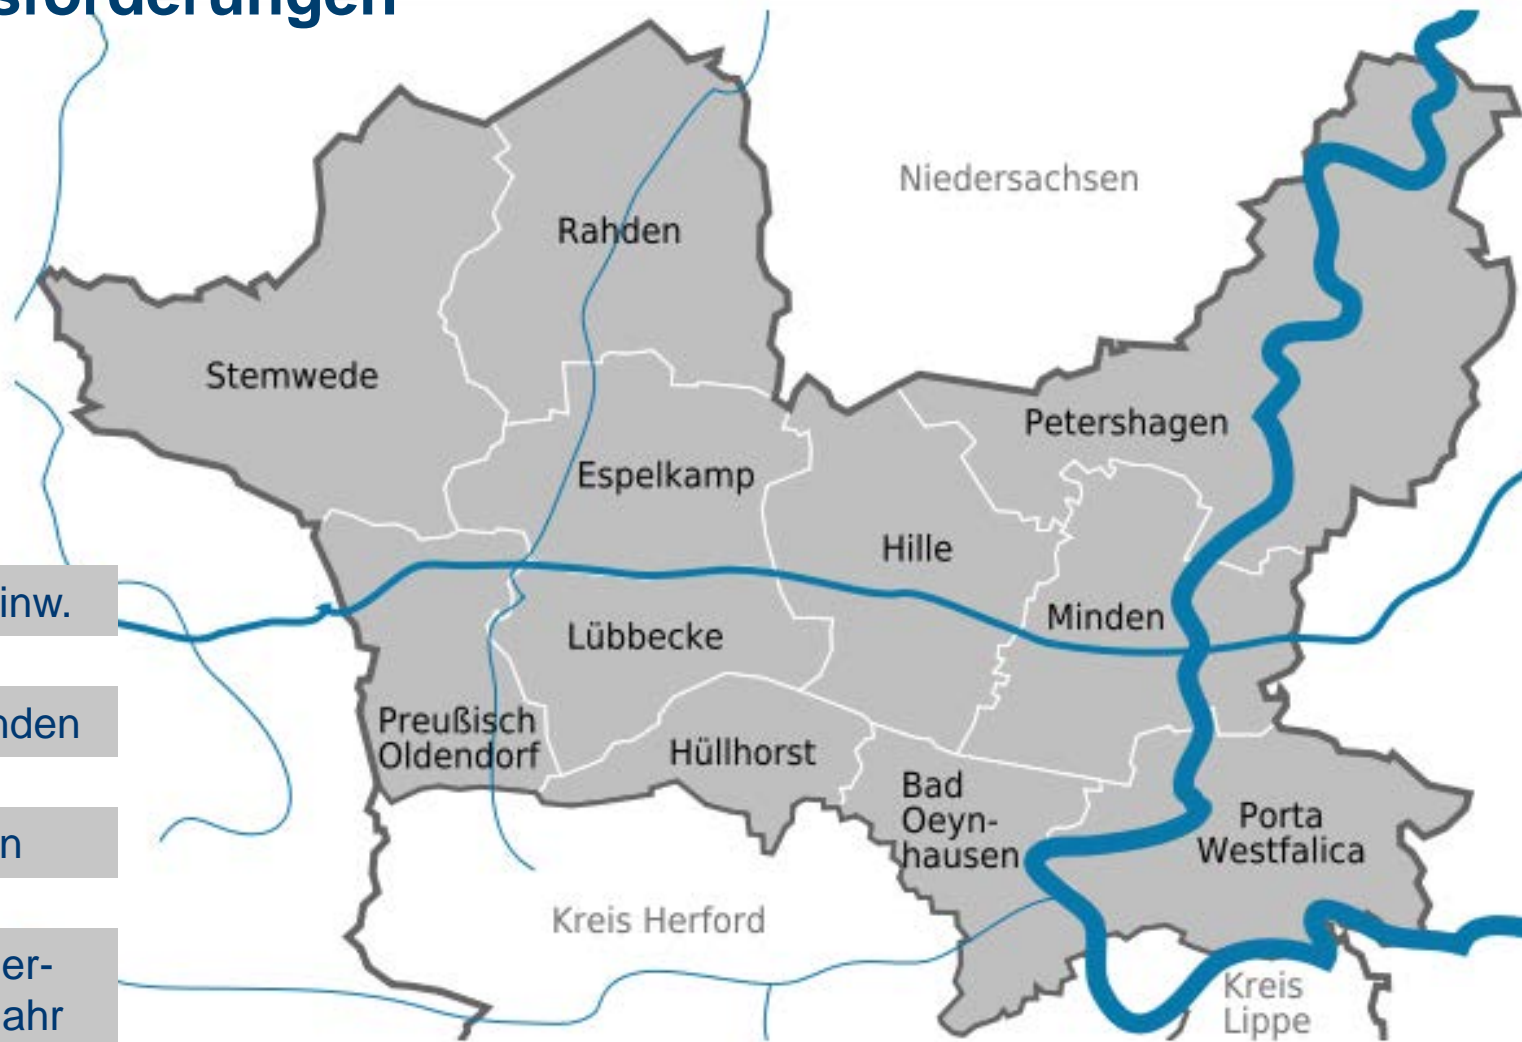 sforderungen
Niedersachsen
Rahden
Stemwede
Petershagen
Espelkamp
Hille
inw.
Minden
Lübbecke
nden
Preußisch
Oldendorf
Hüllhorst
Bad
Oeyn-
hausen
Porta
Westfalica
n
Kreis Herford
er-
ahr
Kreis
Lippe